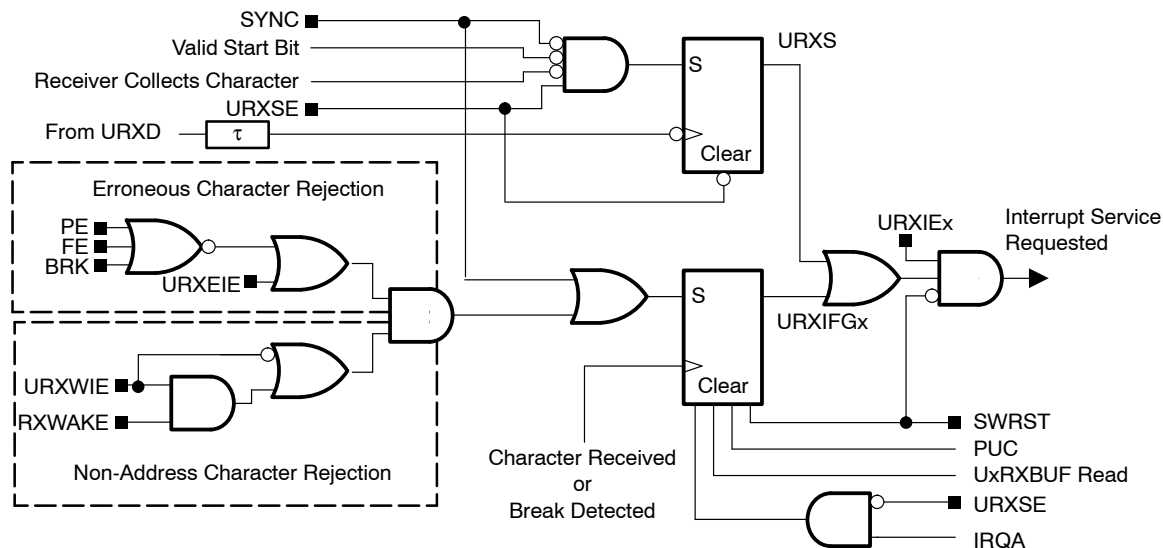 SYNC
Valid Start Bit
Receiver Collects Character
URXSE
From URXD
τ
S
Clear
URXS
Erroneous Character Rejection
PE
FE
BRK
URXEIE
URXWIE
RXWAKE
Non-Address Character Rejection
S
Clear
URXIFGx
URXIEx
Interrupt Service
Requested
Character Received
or
Break Detected
SWRST
PUC
UxRXBUF Read
URXSE
IRQA